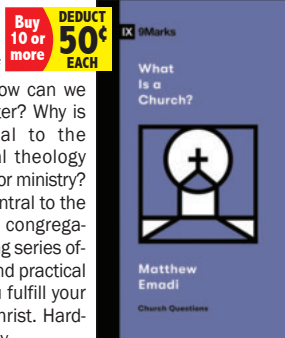 Buy
10 or
more
DEDUCT
50¢
EACH
ow can we
ter? Why is
al to the
al theology
or ministry?
ntral to the
congrega-
g series of-
nd practical
u fulfill your
hrist. Hard-
IX 9Marks
What
Is a
Church?
Matthew
Emadi
Church Questions